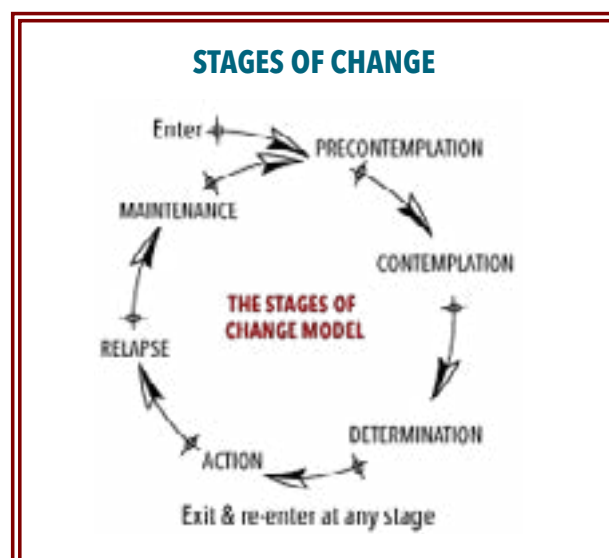 STAGES OF CHANGE
Enter
PRECONTEMPLATION
CONTEMPLATION
DETERMINATION
ACTION
RELAPSE
MAINTENANCE
THE STAGES OF
CHANGE MODEL
Exit & re-enter at any stage